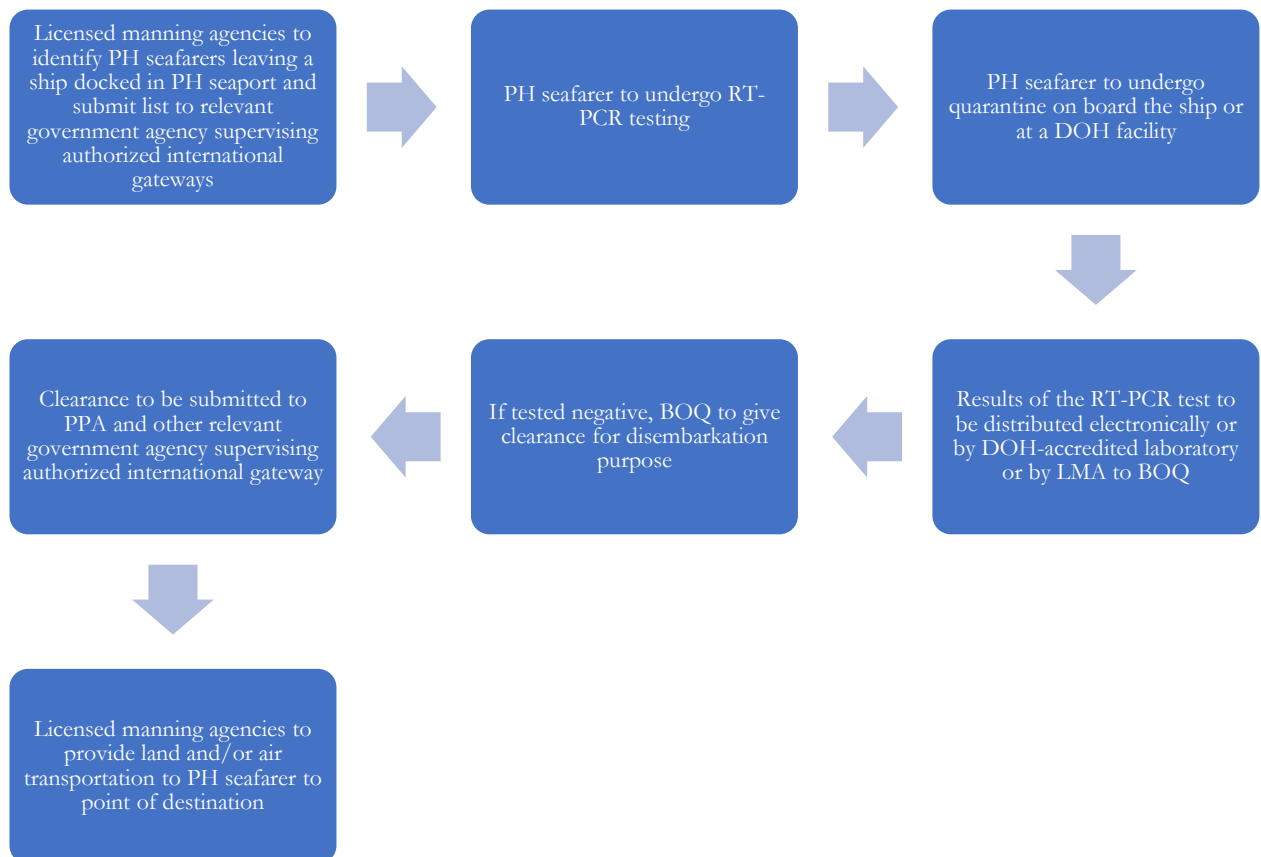 Licensed manning agencies to
identify PH seafarers leaving a
ship docked in PH seaport and
submit list to relevant
government agency supervising
authorized international
gateways
PH seafarer to undergo RT-
PCR testing
PH seafarer to undergo
quarantine on board the ship or
at a DOH facility
Results of the RT-PCR test to
be distributed electronically or
by DOH-accredited laboratory
or by LMA to BOQ
If tested negative, BOQ to give
clearance for disembarkation
purpose
Clearance to be submitted to
PPA and other relevant
government agency supervising
authorized international gateway
Licensed manning agencies to
provide land and/or air
transportation to PH seafarer to
point of destination